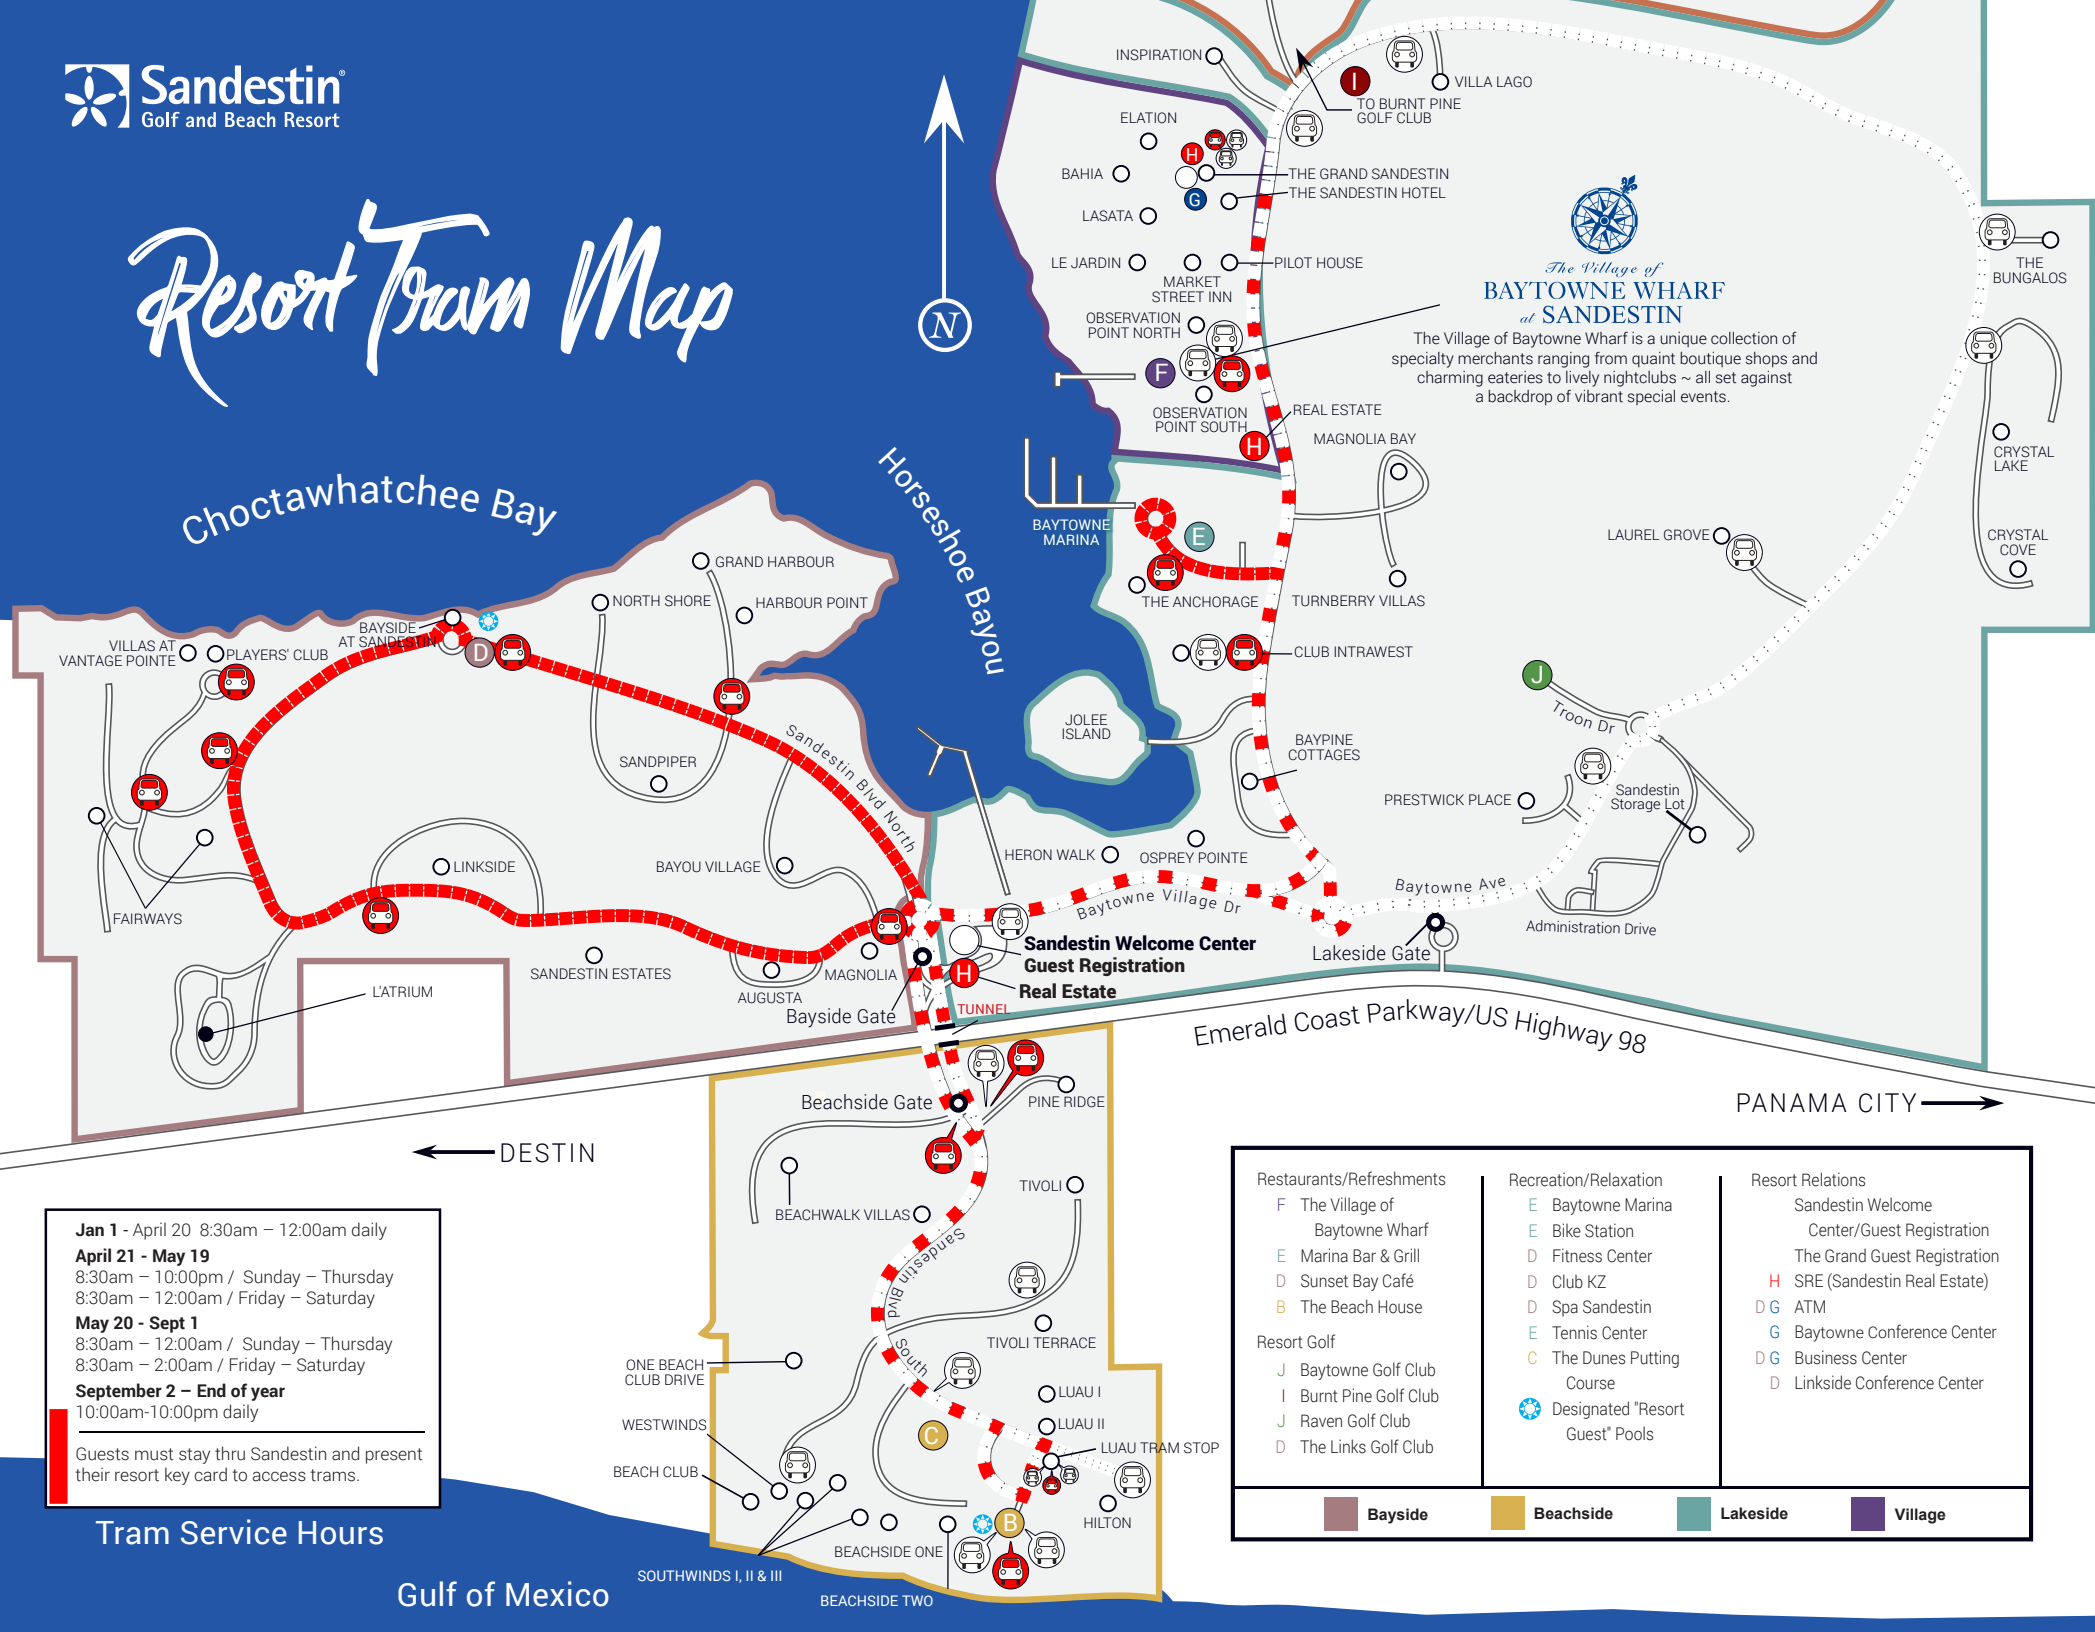 Sandestin®
Golf and Beach Resort
Resort Tram Map
N
Choctawhatchee Bay
Horseshoe Bayou
INSPIRATION
I
VILLA LAGO
TO BURNT PINE
GOLF CLUB
ELATION
H
BAHIA
THE GRAND SANDESTIN
G
THE SANDESTIN HOTEL
LASATA
LE JARDIN
PILOT HOUSE
MARKET
STREET INN
OBSERVATION
POINT NORTH
F
OBSERVATION
POINT SOUTH
REAL ESTATE
H
MAGNOLIA BAY
The Village of
BAYTOWNE WHARF
at SANDESTIN
The Village of Baytowne Wharf is a unique collection of
specialty merchants ranging from quaint boutique shops and
charming eateries to lively nightclubs ~ all set against
a backdrop of vibrant special events.
THE
BUNGALOS
CRYSTAL
LAKE
CRYSTAL
COVE
LAUREL GROVE
BAYTOWNE
MARINA
E
THE ANCHORAGE
TURNBERRY VILLAS
CLUB INTRAWEST
J
Troon Dr
JOLEE
ISLAND
BAYPINE
COTTAGES
PRESTWICK PLACE
Sandestin
Storage Lot
GRAND HARBOUR
NORTH SHORE
HARBOUR POINT
BAYSIDE
AT SANDESTIN
D
VILLAS AT
VANTAGE POINTE
PLAYERS' CLUB
SANDPIPER
Sandestin Blvd North
LINKSIDE
BAYOU VILLAGE
FAIRWAYS
HERON WALK
OSPREY POINTE
Baytowne Village Dr
Baytowne Ave
Administration Drive
Lakeside Gate
Sandestin Welcome Center
Guest Registration
H
Real Estate
SANDESTIN ESTATES
AUGUSTA
MAGNOLIA
L'ATRIUM
Bayside Gate
TUNNEL
Emerald Coast Parkway/US Highway 98
PANAMA CITY
DESTIN
Beachside Gate
PINE RIDGE
TIVOLI
BEACHWALK VILLAS
Sandestin Blvd South
TIVOLI TERRACE
ONE BEACH
CLUB DRIVE
LUAU I
LUAU II
LUAU TRAM STOP
C
WESTWINDS
BEACH CLUB
HILTON
B
BEACHSIDE ONE
SOUTHWINDS I, II & III
BEACHSIDE TWO
Jan 1 - April 20 8:30am – 12:00am daily
April 21 - May 19
8:30am – 10:00pm / Sunday – Thursday
8:30am – 12:00am / Friday – Saturday
May 20 - Sept 1
8:30am – 12:00am / Sunday – Thursday
8:30am – 2:00am / Friday – Saturday
September 2 – End of year
10:00am-10:00pm daily
Guests must stay thru Sandestin and present
their resort key card to access trams.
Tram Service Hours
Gulf of Mexico
Restaurants/Refreshments
F The Village of
Baytowne Wharf
E Marina Bar & Grill
D Sunset Bay Café
B The Beach House
Resort Golf
J Baytowne Golf Club
I Burnt Pine Golf Club
J Raven Golf Club
D The Links Golf Club
Recreation/Relaxation
E Baytowne Marina
E Bike Station
D Fitness Center
D Club KZ
D Spa Sandestin
E Tennis Center
C The Dunes Putting
Course
Designated "Resort
Guest" Pools
Resort Relations
Sandestin Welcome
Center/Guest Registration
The Grand Guest Registration
H SRE (Sandestin Real Estate)
D G ATM
G Baytowne Conference Center
D G Business Center
D Linkside Conference Center
Bayside
Beachside
Lakeside
Village